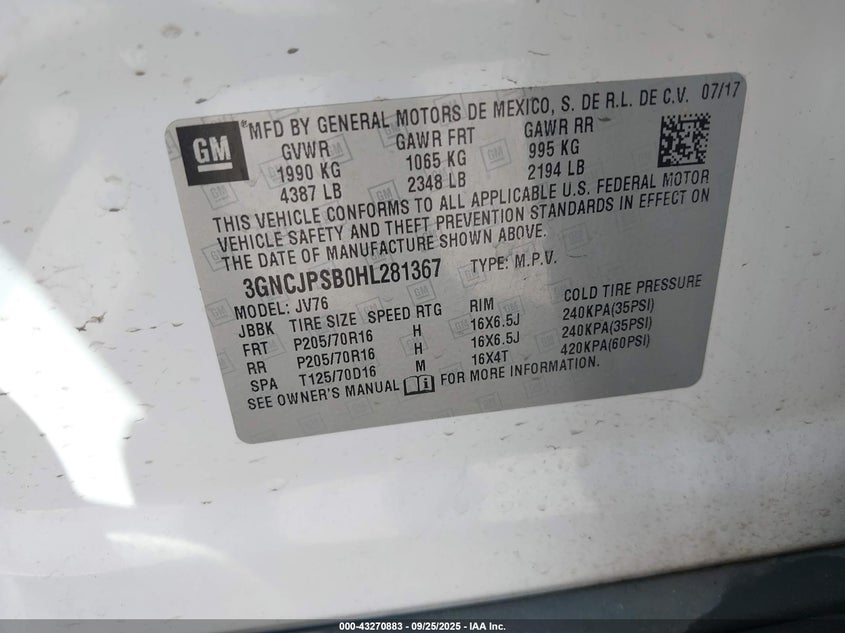 GM
*MFD BY GENERAL MOTORS DE MEXICO, S. DE R.L. DE C.V. 07/17
GVWR GAWR FRT GAWR RR
1990 KG 1065 KG 995 KG
4387 LB 2348 LB 2194 LB
THIS VEHICLE CONFORMS TO ALL APPLICABLE U.S. FEDERAL MOTOR
VEHICLE SAFETY AND THEFT PREVENTION STANDARDS IN EFFECT ON
THE DATE OF MANUFACTURE SHOWN ABOVE.
3GNCJPSB0HL281367 TYPE: M.P.V.
MODEL: JV76
JBBK TIRE SIZE SPEED RTG RIM COLD TIRE PRESSURE
FRT P205/70R16 H 16X6.5J 240KPA(35PSI)
RR P205/70R16 H 16X6.5J 240KPA(35PSI)
SPA T125/70D16 M 16X4T 420KPA(60PSI)
SEE OWNER'S MANUAL FOR MORE INFORMATION.
000-43270883 - 09/25/2025 - IAA Inc.